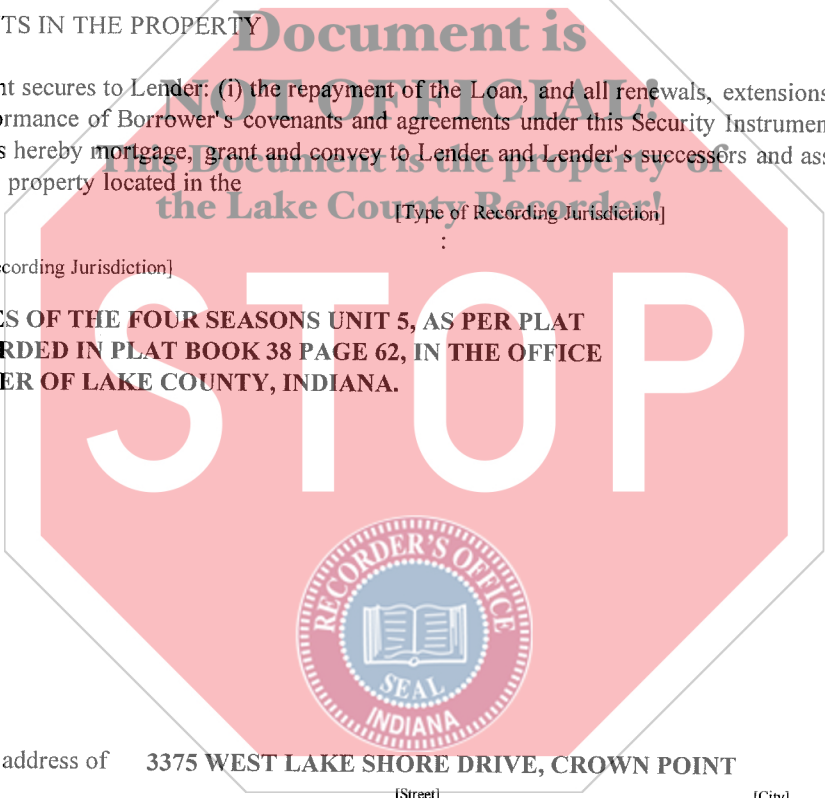 TS IN THE PROPERTY
Document is
nt secures to Lender: (i) the repayment of the Loan, and all renewals, extensions
NOT OFFICIAL!
ormance of Borrower's covenants and agreements under this Security Instrumen
s hereby mortgage, grant and convey to Lender and Lender's successors and ass
This Document is the property of
property located in the
the Lake County Recorder!
[Type of Recording Jurisdiction]
:
ecording Jurisdiction]
ES OF THE FOUR SEASONS UNIT 5, AS PER PLAT
RDED IN PLAT BOOK 38 PAGE 62, IN THE OFFICE
ER OF LAKE COUNTY, INDIANA.
STOP
RECORDER'S OFFICE
SEAL
INDIANA
address of 3375 WEST LAKE SHORE DRIVE, CROWN POINT
[Street] [City]